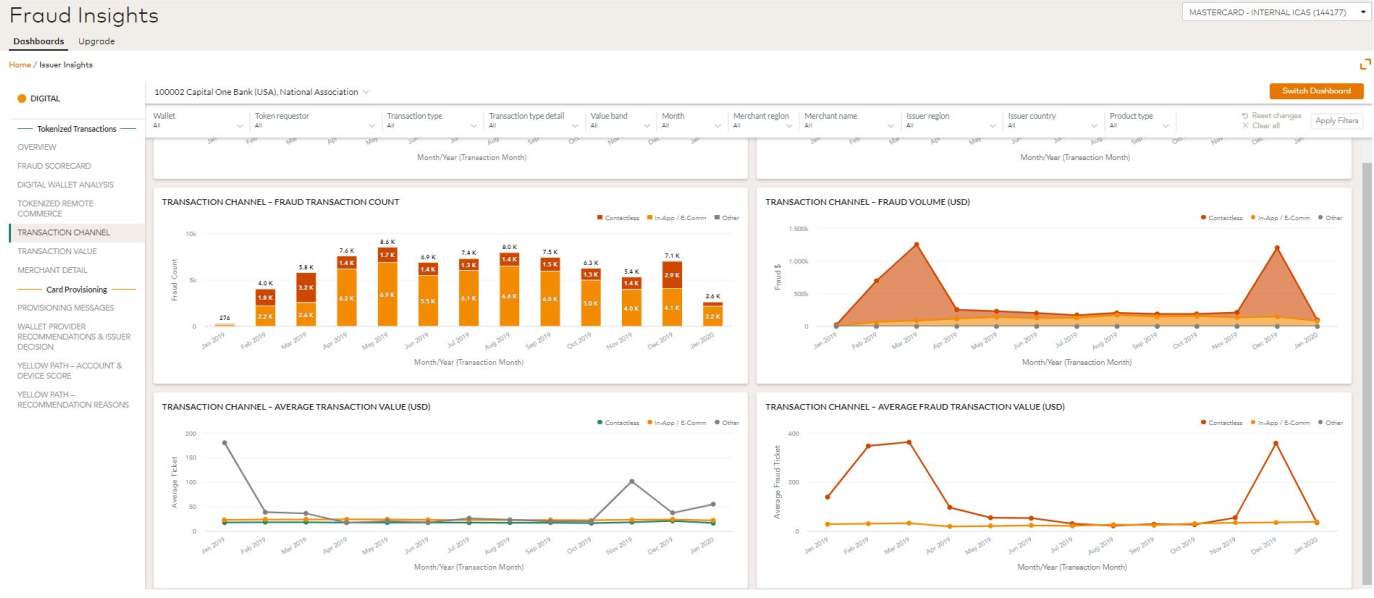 Fraud Insights
MASTERCARD - INTERNAL ICAS (144177)
Dashboards Upgrade
Home / Issuer Insights
DIGITAL
100002 Capital One Bank (USA), National Association
Switch Dashboard
Wallet Token requestor Transaction type Transaction type detail Value band Month Merchant region Merchant name Issuer region Issuer country Product type
All All All All All All All All All All All
Reset changes
Clear all
Apply Filters
Tokenized Transactions
OVERVIEW
FRAUD SCORECARD
DIGITAL WALLET ANALYSIS
TOKENIZED REMOTE
COMMERCE
TRANSACTION CHANNEL
TRANSACTION VALUE
MERCHANT DETAIL
Card Provisioning
PROVISIONING MESSAGES
WALLET PROVIDER
RECOMMENDATIONS & ISSUER
DECISION
YELLOW PATH – ACCOUNT &
DEVICE SCORE
YELLOW PATH –
RECOMMENDATION REASONS
Month/Year (Transaction Month)
Month/Year (Transaction Month)
TRANSACTION CHANNEL – FRAUD TRANSACTION COUNT
Contactless In-App / E-Comm Other
Fraud Count
10k
5k
0
276 4.0 K 5.8 K 7.6 K 8.6 K 6.9 K 7.4 K 8.0 K 7.5 K 6.3 K 5.4 K 7.1 K 2.6 K
1.8 K 3.2 K 1.4 K 1.7 K 1.4 K 1.3 K 1.4 K 1.5 K 1.3 K 1.4 K 2.9 K
2.2 K 2.6 K 6.2 K 6.9 K 5.5 K 6.1 K 6.6 K 6.0 K 5.0 K 4.0 K 4.1 K 2.2 K
Jan 2019 Feb 2019 Mar 2019 Apr 2019 May 2019 Jun 2019 Jul 2019 Aug 2019 Sep 2019 Oct 2019 Nov 2019 Dec 2019 Jan 2020
Month/Year (Transaction Month)
TRANSACTION CHANNEL – FRAUD VOLUME (USD)
Contactless In-App / E-Comm Other
Fraud $
1 500k
1 000k
500k
0
Jan 2019 Feb 2019 Mar 2019 Apr 2019 May 2019 Jun 2019 Jul 2019 Aug 2019 Sep 2019 Oct 2019 Nov 2019 Dec 2019 Jan 2020
Month/Year (Transaction Month)
TRANSACTION CHANNEL – AVERAGE TRANSACTION VALUE (USD)
Contactless In-App / E-Comm Other
Average Ticket
200
150
100
50
0
Jan 2019 Feb 2019 Mar 2019 Apr 2019 May 2019 Jun 2019 Jul 2019 Aug 2019 Sep 2019 Oct 2019 Nov 2019 Dec 2019 Jan 2020
Month/Year (Transaction Month)
TRANSACTION CHANNEL – AVERAGE FRAUD TRANSACTION VALUE (USD)
Contactless In-App / E-Comm Other
Average Fraud Ticket
400
200
0
Jan 2019 Feb 2019 Mar 2019 Apr 2019 May 2019 Jun 2019 Jul 2019 Aug 2019 Sep 2019 Oct 2019 Nov 2019 Dec 2019 Jan 2020
Month/Year (Transaction Month)